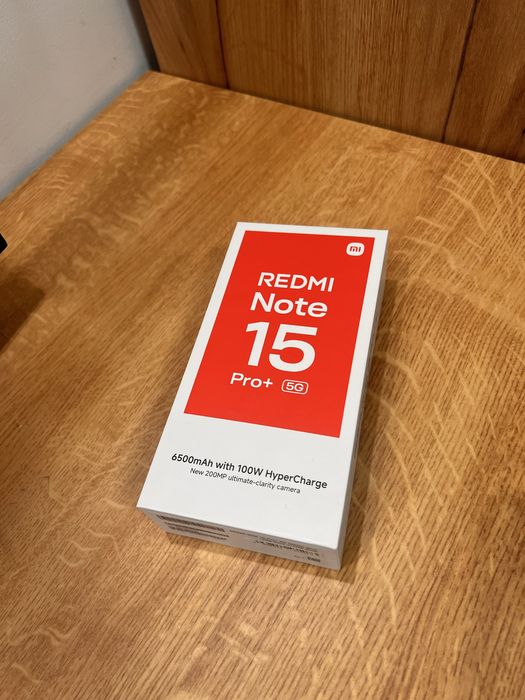 mi
REDMI
Note
15
Pro+ 5G
6500mAh with 100W HyperCharge
New 200MP ultimate-clarity camera